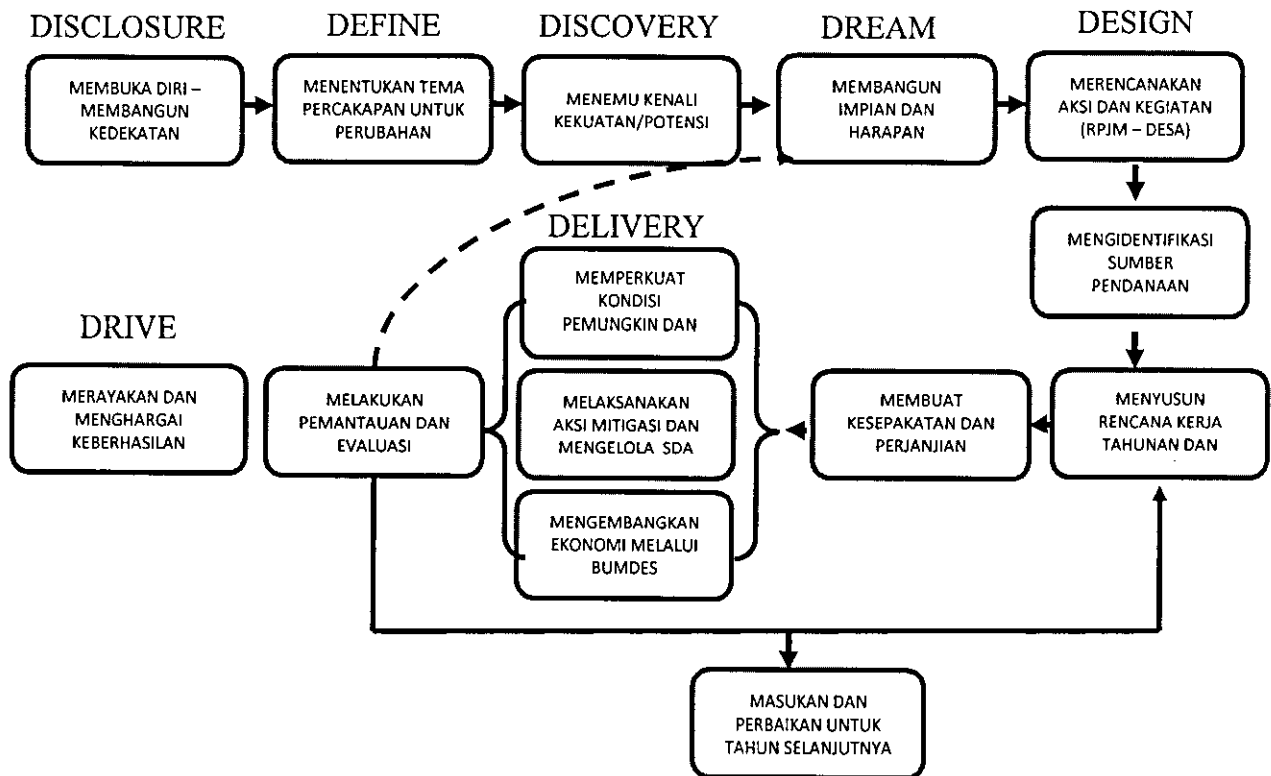 DISCLOSURE
MEMBUKA DIRI –
MEMBANGUN
KEDEKATAN
DEFINE
MENENTUKAN TEMA
PERCAKAPAN UNTUK
PERUBAHAN
DISCOVERY
MENEMU KENALI
KEKUATAN/POTENSI
DREAM
MEMBANGUN
IMPIAN DAN
HARAPAN
DESIGN
MERENCANAKAN
AKSI DAN KEGIATAN
(RPJM – DESA)
MENGIDENTIFIKASI
SUMBER
PENDANAAN
MENYUSUN
RENCANA KERJA
TAHUNAN DAN
MEMBUAT
KESEPAKATAN DAN
PERJANJIAN
DELIVERY
MEMPERKUAT
KONDISI
PEMUNGKIN DAN
MELAKSANAKAN
AKSI MITIGASI DAN
MENGELOLA SDA
MENGEMBANGKAN
EKONOMI MELALUI
BUMDES
MELAKUKAN
PEMANTAUAN DAN
EVALUASI
DRIVE
MERAYAKAN DAN
MENGHARGAI
KEBERHASILAN
MASUKAN DAN
PERBAIKAN UNTUK
TAHUN SELANJUTNYA